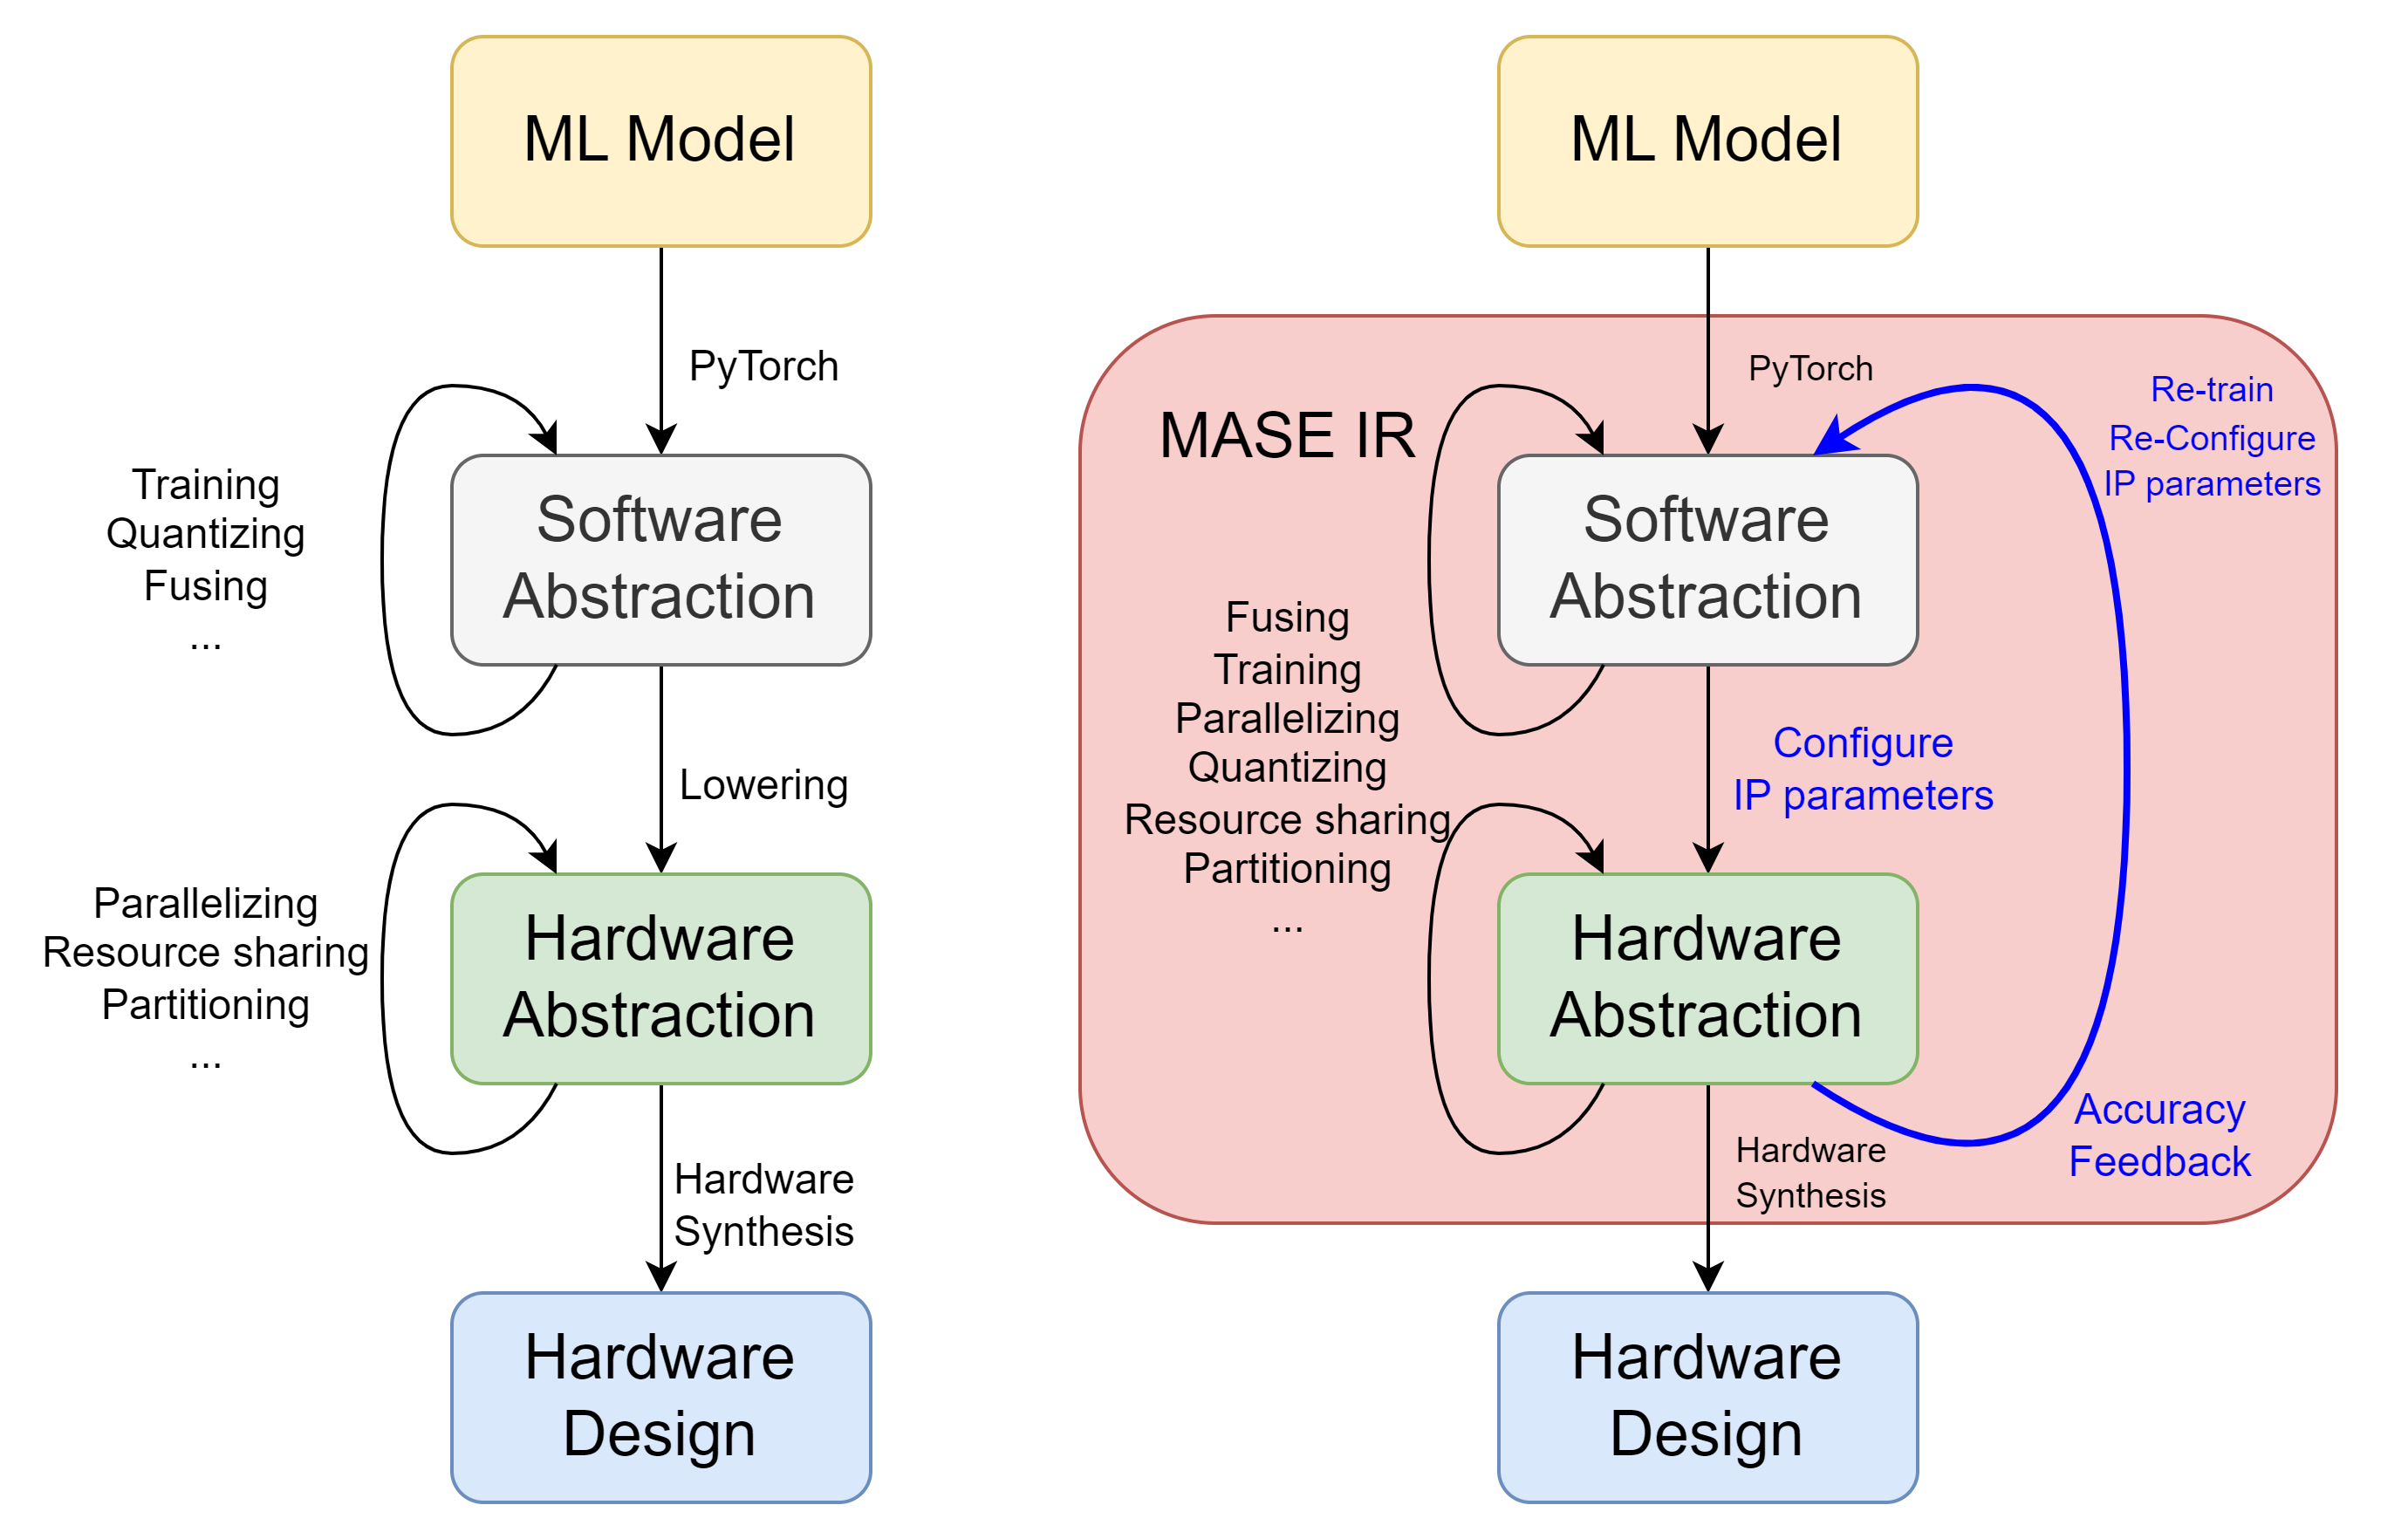 ML Model
PyTorch
Training
Quantizing
Fusing
...
Software
Abstraction
Lowering
Parallelizing
Resource sharing
Partitioning
...
Hardware
Abstraction
Hardware
Synthesis
Hardware
Design
ML Model
PyTorch
MASE IR
Re-train
Re-Configure
IP parameters
Software
Abstraction
Fusing
Training
Parallelizing
Quantizing
Resource sharing
Partitioning
...
Configure
IP parameters
Hardware
Abstraction
Accuracy
Feedback
Hardware
Synthesis
Hardware
Design